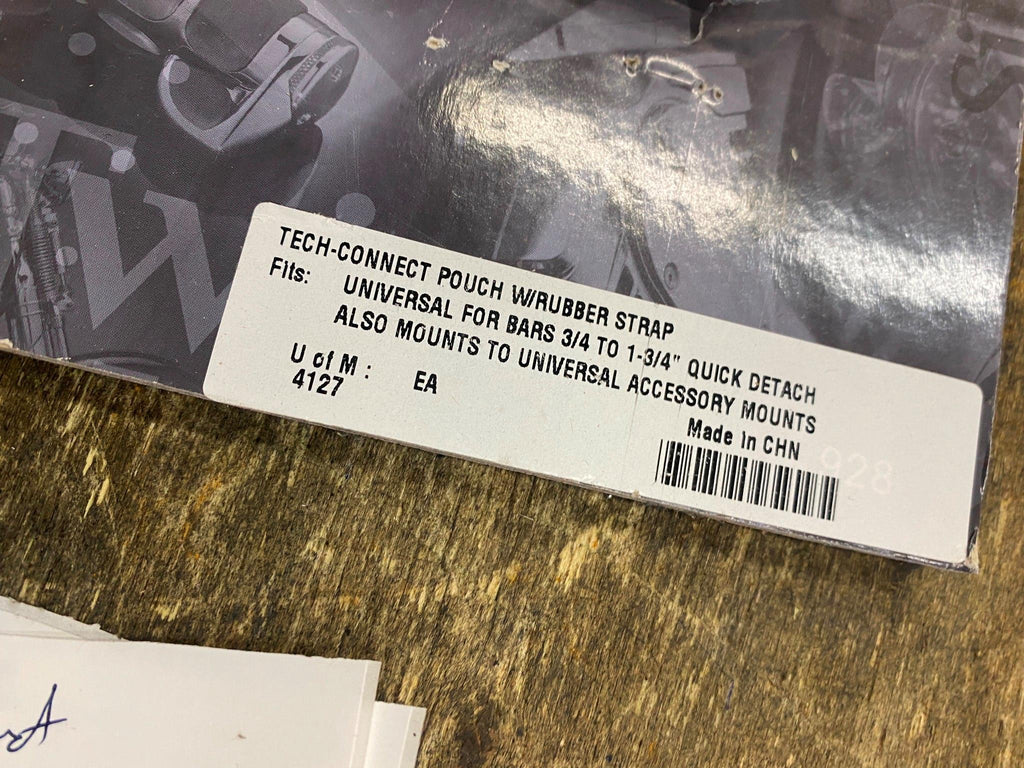 TECH-CONNECT POUCH W/RUBBER STRAP
Fits: UNIVERSAL FOR BARS 3/4 TO 1-3/4" QUICK DETACH
ALSO MOUNTS TO UNIVERSAL ACCESSORY MOUNTS
U of M : EA
4127
Made in CHN
928